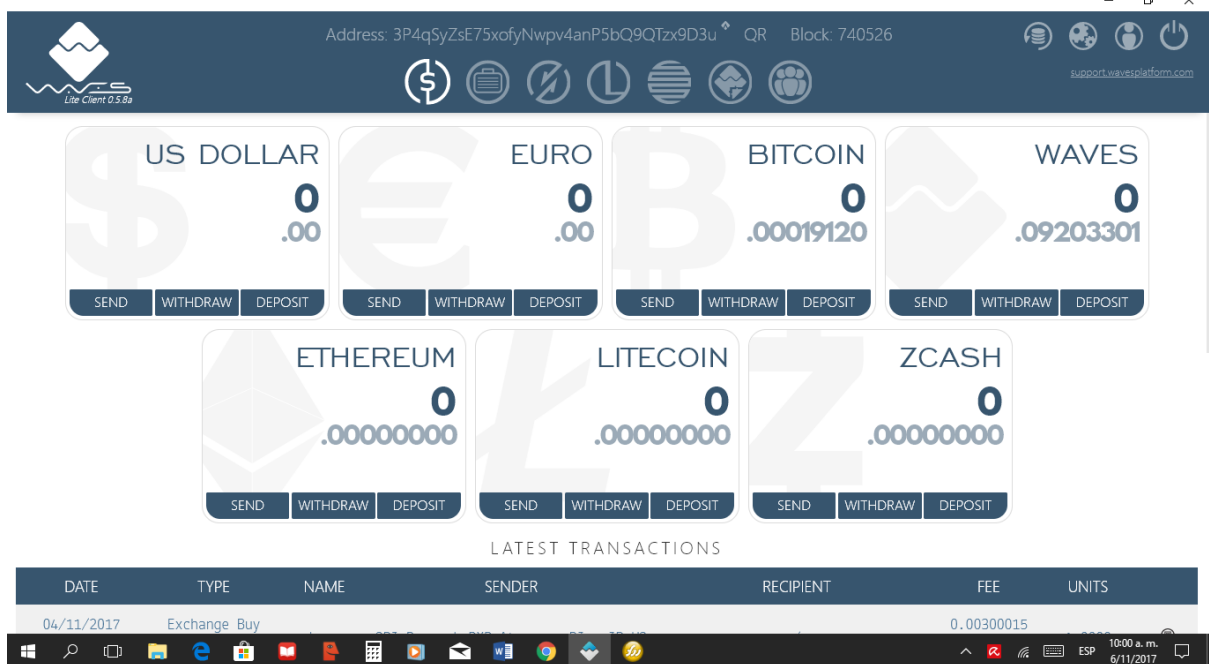 Address: 3P4qSyZsE75xofyNwpv4anP5bQ9QTzx9D3u QR Block: 740526
WAVES
Lite Client 0.5.8a
support.wavesplatform.com
US DOLLAR EURO BITCOIN WAVES
0 0 0 0
.00 .00 .00019120 .09203301
SEND WITHDRAW DEPOSIT SEND WITHDRAW DEPOSIT SEND WITHDRAW DEPOSIT SEND WITHDRAW DEPOSIT
ETHEREUM LITECOIN ZCASH
0 0 0
.00000000 .00000000 .00000000
SEND WITHDRAW DEPOSIT SEND WITHDRAW DEPOSIT SEND WITHDRAW DEPOSIT
LATEST TRANSACTIONS
DATE TYPE NAME SENDER RECIPIENT FEE UNITS
04/11/2017 Exchange Buy 0.00300015
ESP 10:00 a. m.
6/11/2017